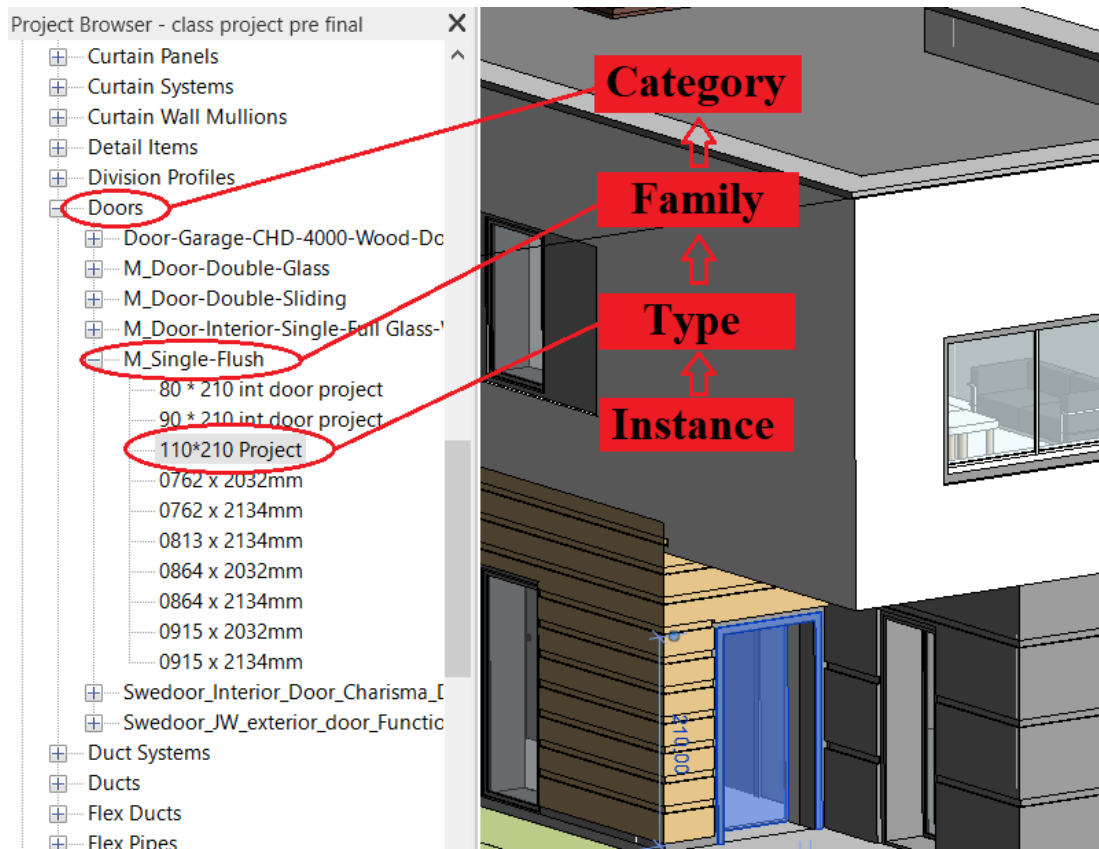 Project Browser - class project pre final
Curtain Panels
Curtain Systems
Curtain Wall Mullions
Detail Items
Division Profiles
Doors
Door-Garage-CHD-4000-Wood-Do
M_Door-Double-Glass
M_Door-Double-Sliding
M_Door-Interior-Single-Full Glass-
M_Single-Flush
80 * 210 int door project
90 * 210 int door project
110*210 Project
0762 x 2032mm
0762 x 2134mm
0813 x 2134mm
0864 x 2032mm
0864 x 2134mm
0915 x 2032mm
0915 x 2134mm
Swedoor_Interior_Door_Charisma_
Swedoor_JW_exterior_door_Functio
Duct Systems
Ducts
Flex Ducts
Flex Pipes
Category
Family
Type
Instance
210.00